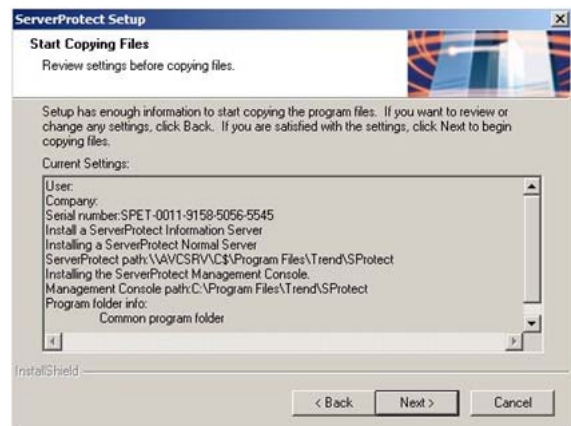 ServerProtect Setup
Start Copying Files
Review settings before copying files.
Setup has enough information to start copying the program files. If you want to review or
change any settings, click Back. If you are satisfied with the settings, click Next to begin
copying files.
Current Settings:
User:
Company:
Serial number:SPET-0011-9158-5056-5545
Install a ServerProtect Information Server
Installing a ServerProtect Normal Server
ServerProtect path:\\AVCSRV\C$\Program Files\Trend\SProtect
Installing the ServerProtect Management Console.
Management Console path:C:\Program Files\Trend\SProtect
Program folder info:
Common program folder
InstallShield
< Back Next > Cancel